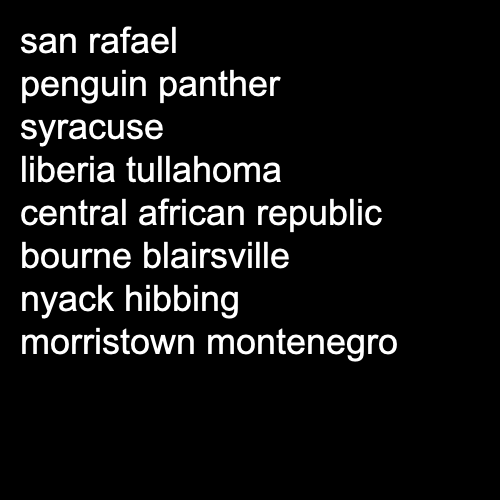 san rafael
penguin panther
syracuse
liberia tullahoma
central african republic
bourne blairsville
nyack hibbing
morristown montenegro